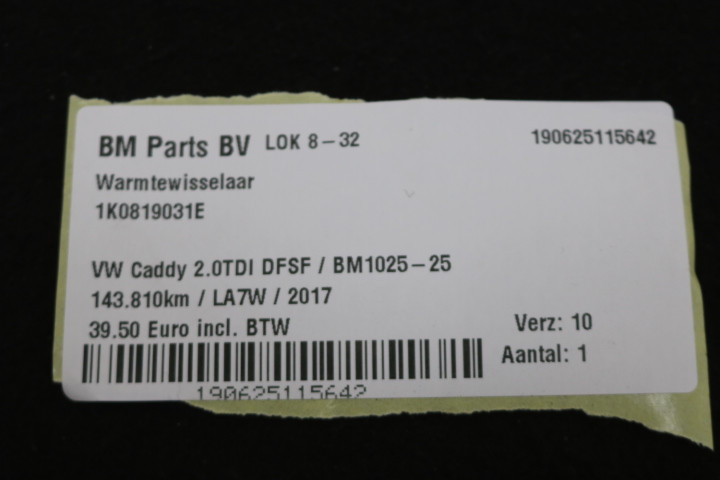 BM Parts BV LOK 8-32 190625115642
Warmtewisselaar
1K0819031E
VW Caddy 2.0TDI DFSF / BM1025-25
143.810km / LA7W / 2017
39.50 Euro incl. BTW Verz: 10
Aantal: 1
190625115642